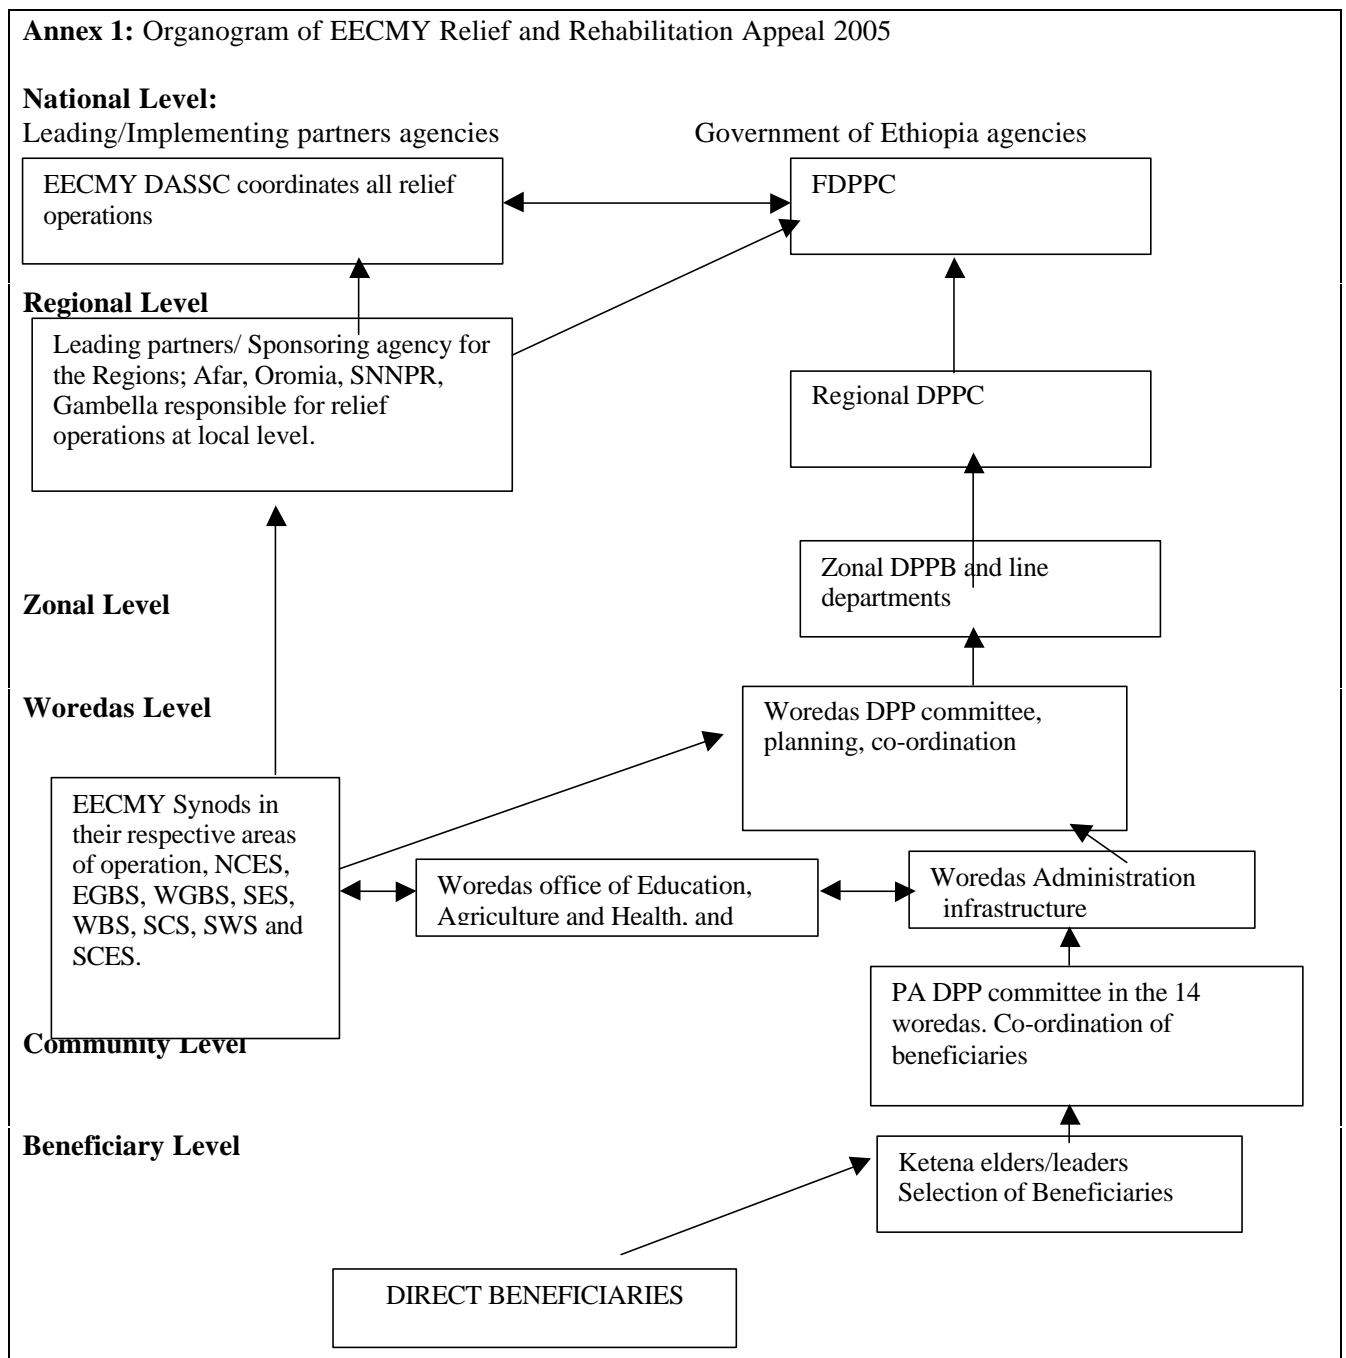 Annex 1: Organogram of EECMY Relief and Rehabilitation Appeal 2005
National Level:
Leading/Implementing partners agencies
Government of Ethiopia agencies
EECMY DASSC coordinates all relief
operations
FDPPC
Regional Level
Leading partners/ Sponsoring agency for
the Regions; Afar, Oromia, SNNPR,
Gambella responsible for relief
operations at local level.
Regional DPPC
Zonal DPPB and line
departments
Zonal Level
Woredas Level
Woredas DPP committee,
planning, co-ordination
EECMY Synods in
their respective areas
of operation, NCES,
EGBS, WGBS, SES,
WBS, SCS, SWS and
SCES.
Woredas office of Education,
Agriculture and Health, and
Woredas Administration
infrastructure
PA DPP committee in the 14
woredas. Co-ordination of
beneficiaries
Community Level
Beneficiary Level
Ketena elders/leaders
Selection of Beneficiaries
DIRECT BENEFICIARIES